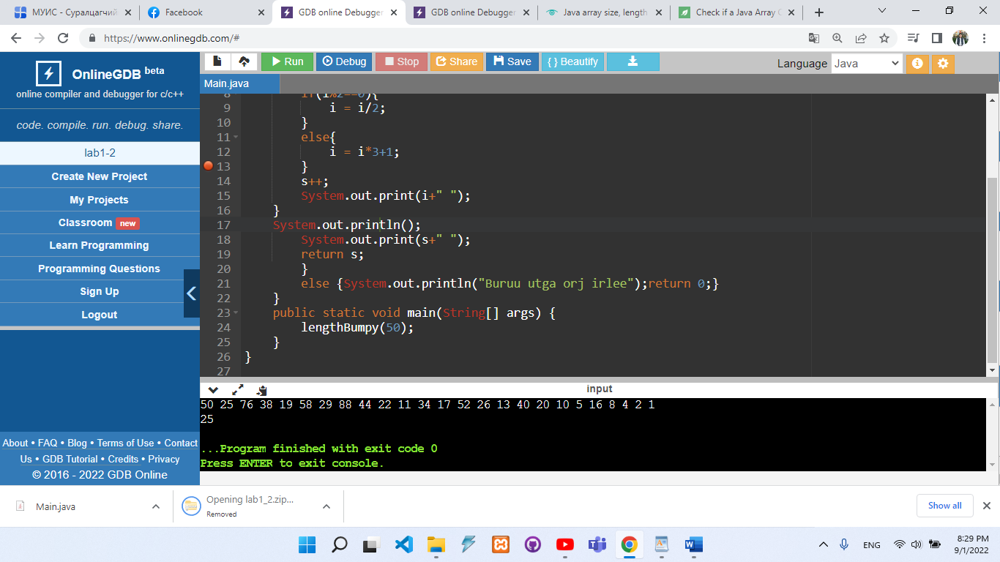 МУИС - Суралцагчий
Facebook
GDB online Debugger
GDB online Debugger
Java array size, length
Check if a Java Array C
https://www.onlinegdb.com/#
OnlineGDB beta
online compiler and debugger for c/c++
code. compile. run. debug. share.
lab1-2
Create New Project
My Projects
Classroom new
Learn Programming
Programming Questions
Sign Up
Logout
About • FAQ • Blog • Terms of Use • Contact
Us • GDB Tutorial • Credits • Privacy
© 2016 - 2022 GDB Online
Run Debug Stop Share Save { } Beautify
Language Java
Main.java
8 if(i%2==0){
9 i = i/2;
10 }
11 else{
12 i = i*3+1;
13 }
14 s++;
15 System.out.print(i+" ");
16 }
17 System.out.println();
18 System.out.print(s+" ");
19 return s;
20 }
21 else {System.out.println("Buruu utga orj irlee");return 0;}
22 }
23 public static void main(String[] args) {
24 lengthBumpy(50);
25 }
26 }
27
input
50 25 76 38 19 58 29 88 44 22 11 34 17 52 26 13 40 20 10 5 16 8 4 2 1
25
...Program finished with exit code 0
Press ENTER to exit console.
Main.java
Opening lab1_2.zip...
Removed
Show all
ENG
8:29 PM
9/1/2022